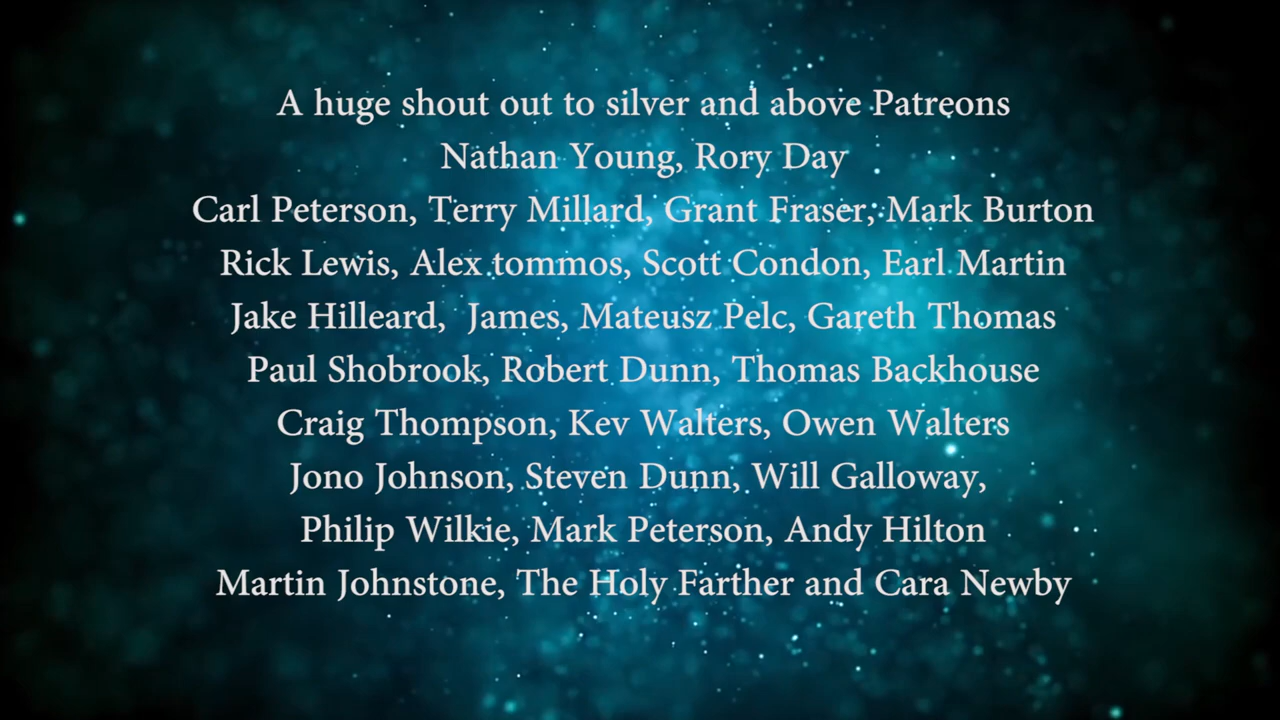 A huge shout out to silver and above Patreons
Nathan Young, Rory Day
Carl Peterson, Terry Millard, Grant Fraser, Mark Burton
Rick Lewis, Alex tommos, Scott Condon, Earl Martin
Jake Hilleard,  James, Mateusz Pelc, Gareth Thomas
Paul Shobrook, Robert Dunn, Thomas Backhouse
Craig Thompson, Kev Walters, Owen Walters
Jono Johnson, Steven Dunn, Will Galloway,
Philip Wilkie, Mark Peterson, Andy Hilton
Martin Johnstone, The Holy Farther and Cara Newby